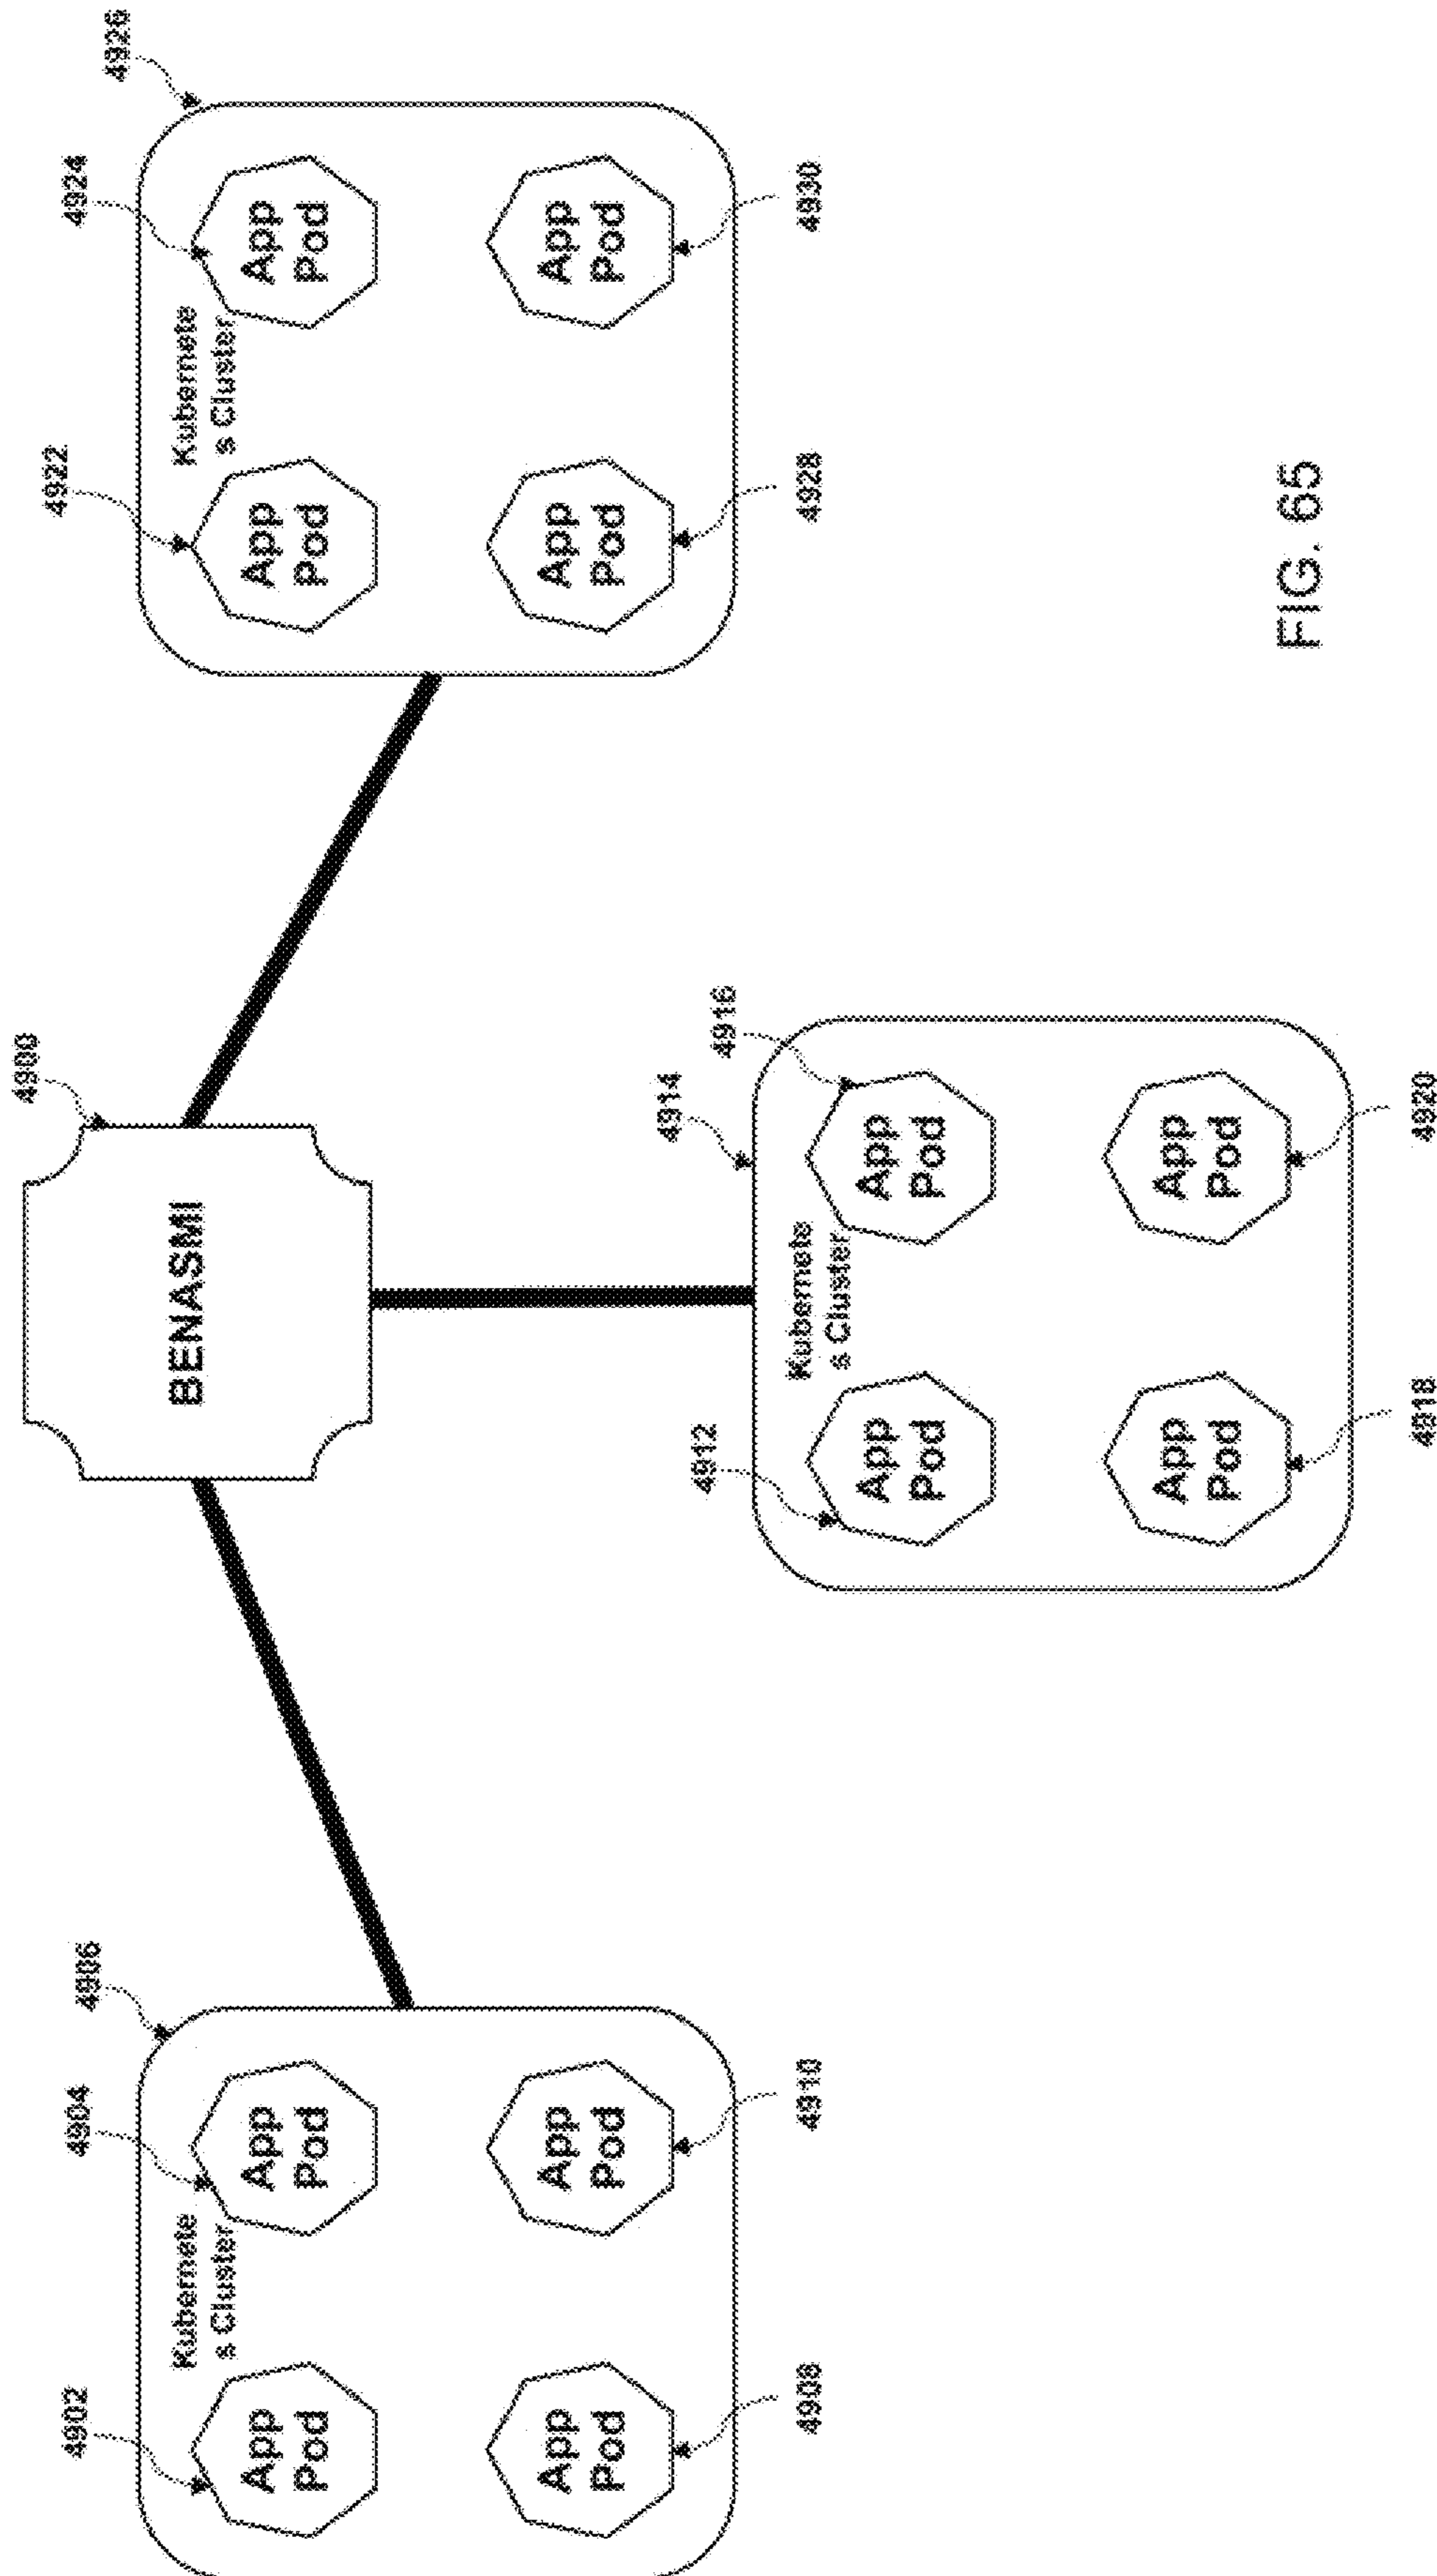 4900
BENASMI
4906
4902
4904
Kubernete
s Cluster
App
Pod
App
Pod
App
Pod
App
Pod
4908
4910
4914
4912
4916
Kubernete
s Cluster
App
Pod
App
Pod
App
Pod
App
Pod
4918
4920
4926
4922
4924
Kubernete
s Cluster
App
Pod
App
Pod
App
Pod
App
Pod
4928
4930
FIG. 65